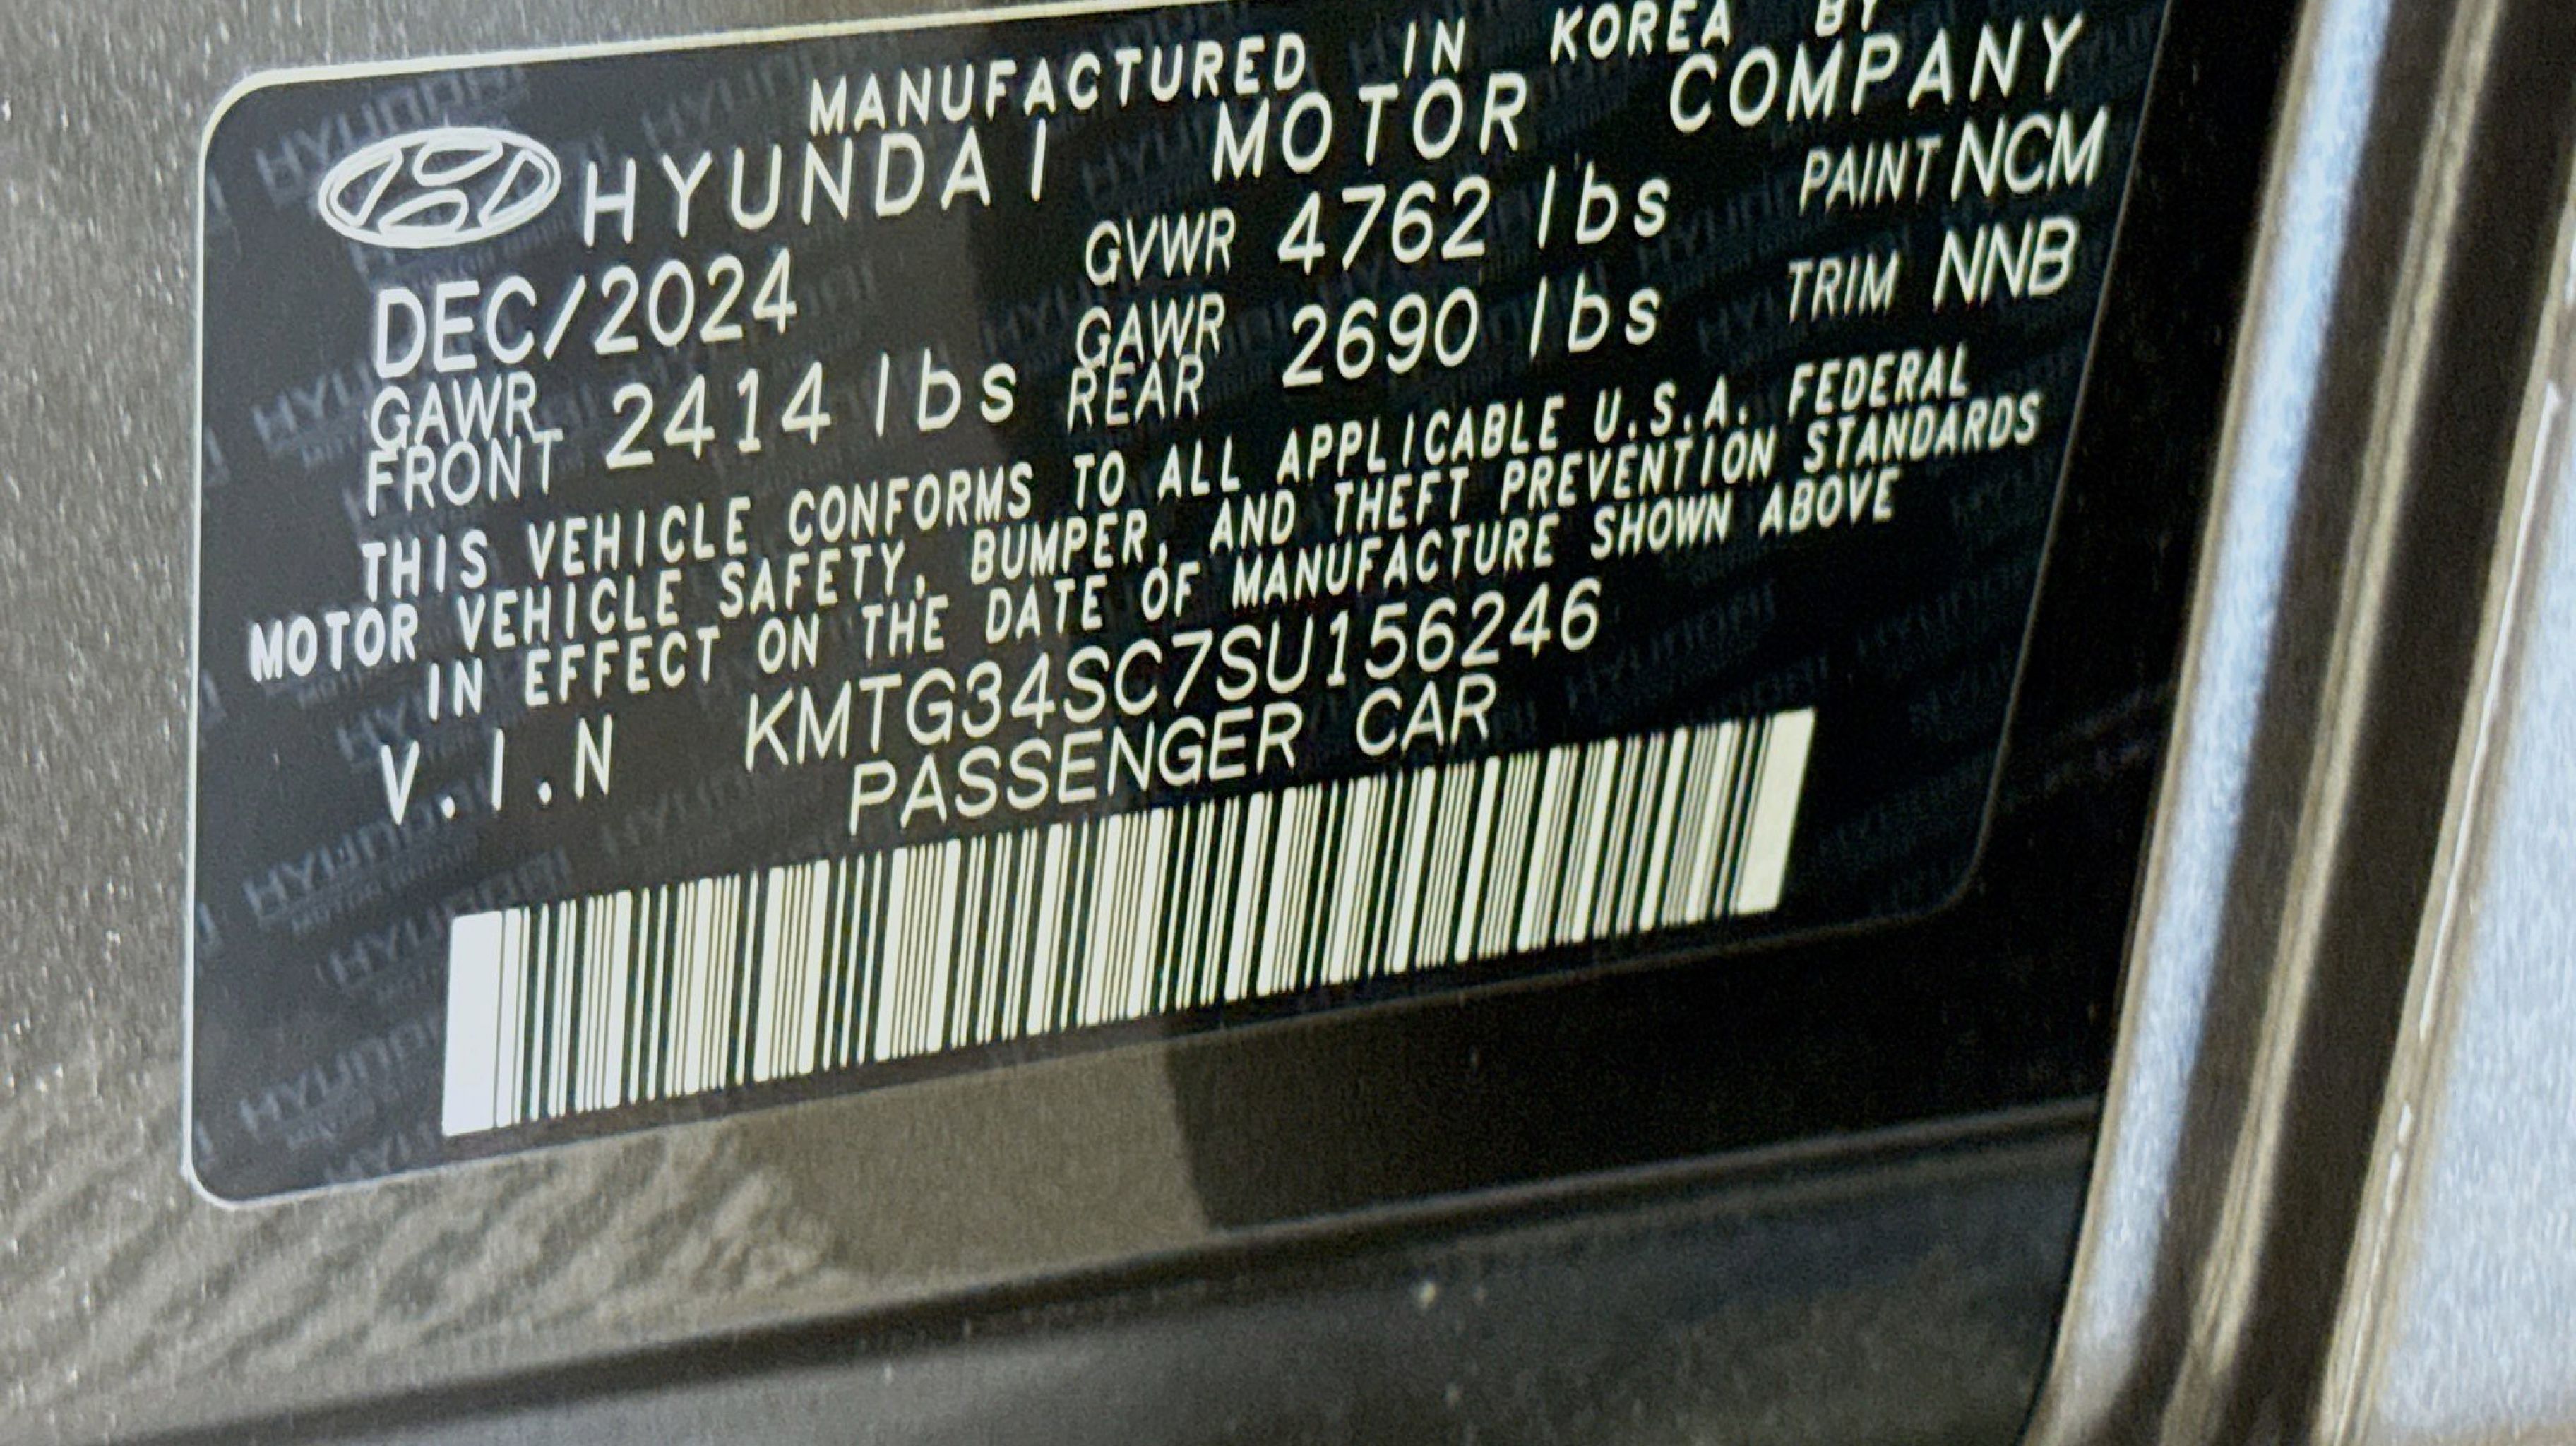 MANUFACTURED IN KOREA BY
HYUNDAI MOTOR COMPANY
DEC/2024 GVWR 4762 lbs PAINT NCM
GAWR FRONT 2414 lbs GAWR REAR 2690 lbs TRIM NNB
THIS VEHICLE CONFORMS TO ALL APPLICABLE U.S.A. FEDERAL
MOTOR VEHICLE SAFETY, BUMPER, AND THEFT PREVENTION STANDARDS
IN EFFECT ON THE DATE OF MANUFACTURE SHOWN ABOVE
V.I.N KMTG34SC7SU156246
PASSENGER CAR